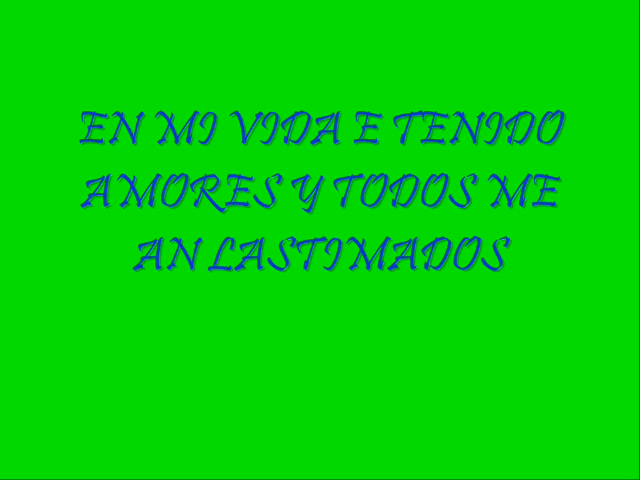 EN MI VIDA E TENIDO
AMORES Y TODOS ME
AN LASTIMADOS